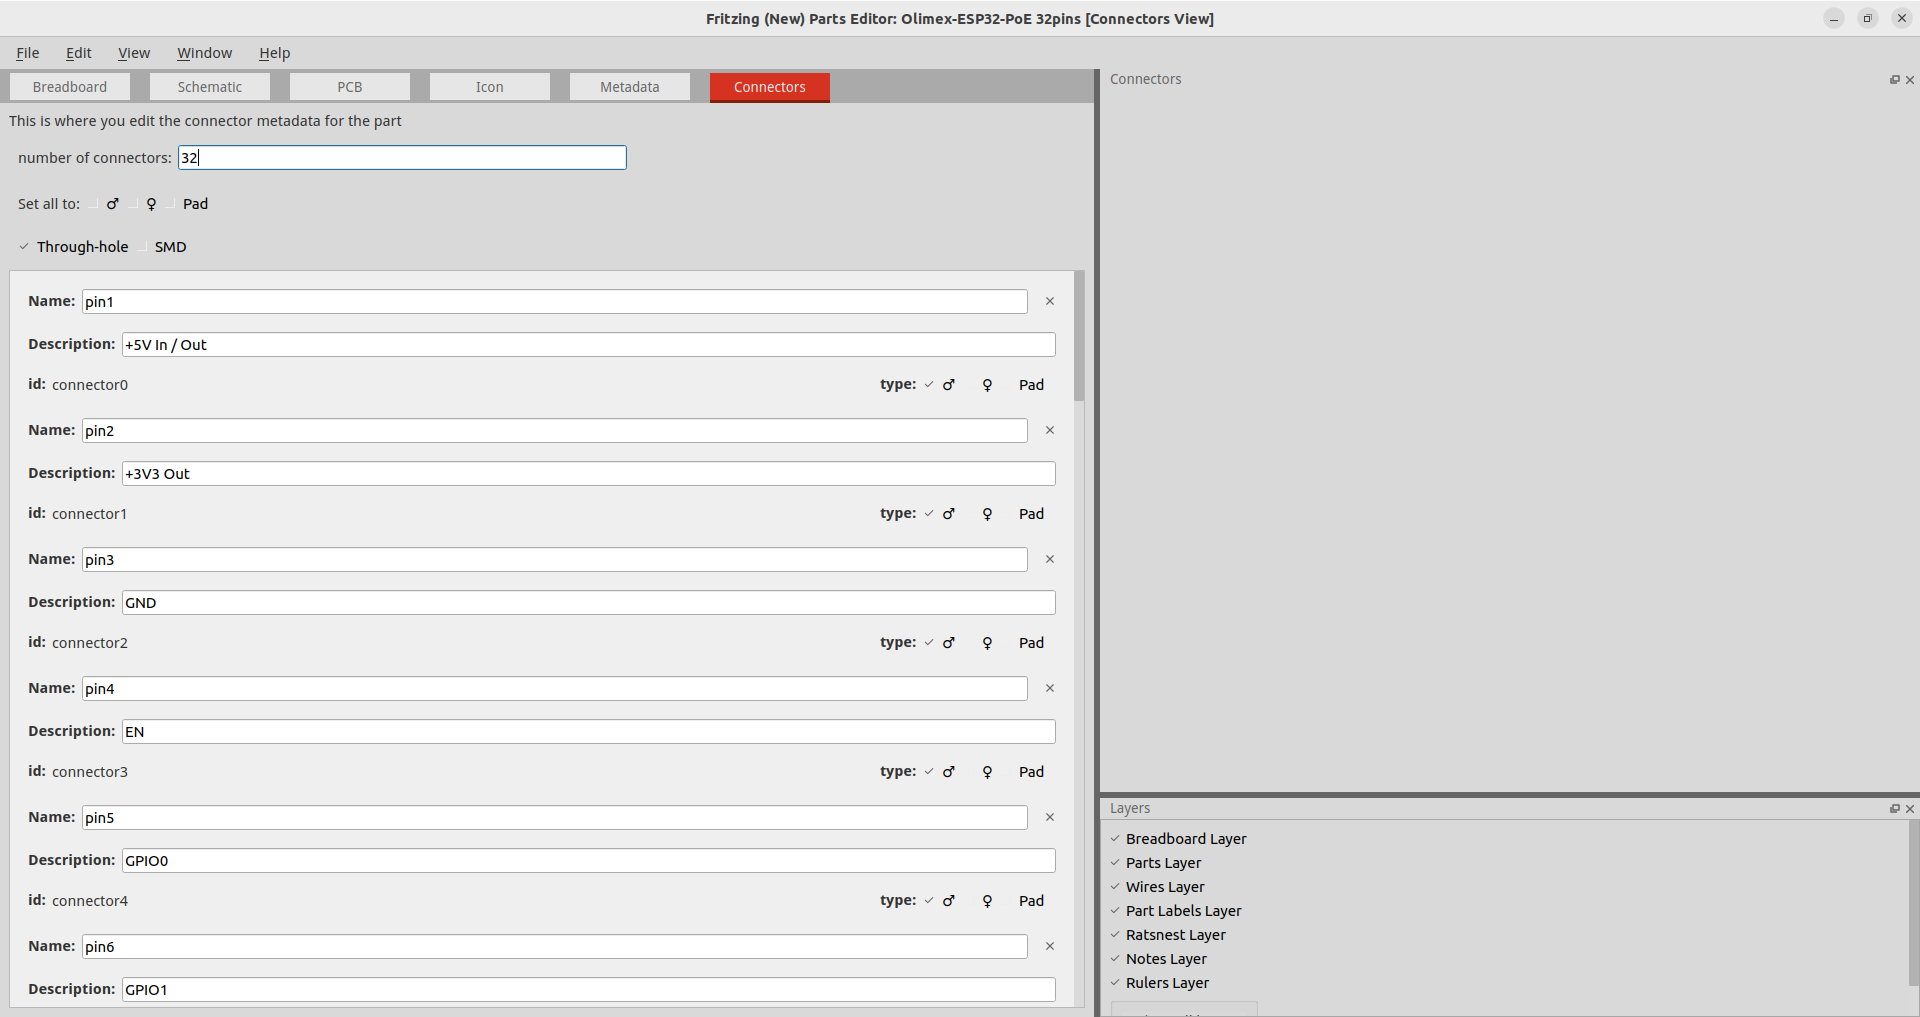 Fritzing (New) Parts Editor: Olimex-ESP32-PoE 32pins [Connectors View]
File Edit View Window Help
Breadboard Schematic PCB Icon Metadata Connectors
This is where you edit the connector metadata for the part
number of connectors: 32
Set all to: ♂ ♀ Pad
Through-hole SMD
Name: pin1
Description: +5V In / Out
id: connector0 type: ♂ ♀ Pad
Name: pin2
Description: +3V3 Out
id: connector1 type: ♂ ♀ Pad
Name: pin3
Description: GND
id: connector2 type: ♂ ♀ Pad
Name: pin4
Description: EN
id: connector3 type: ♂ ♀ Pad
Name: pin5
Description: GPIO0
id: connector4 type: ♂ ♀ Pad
Name: pin6
Description: GPIO1
Connectors
Layers
Breadboard Layer
Parts Layer
Wires Layer
Part Labels Layer
Ratsnest Layer
Notes Layer
Rulers Layer